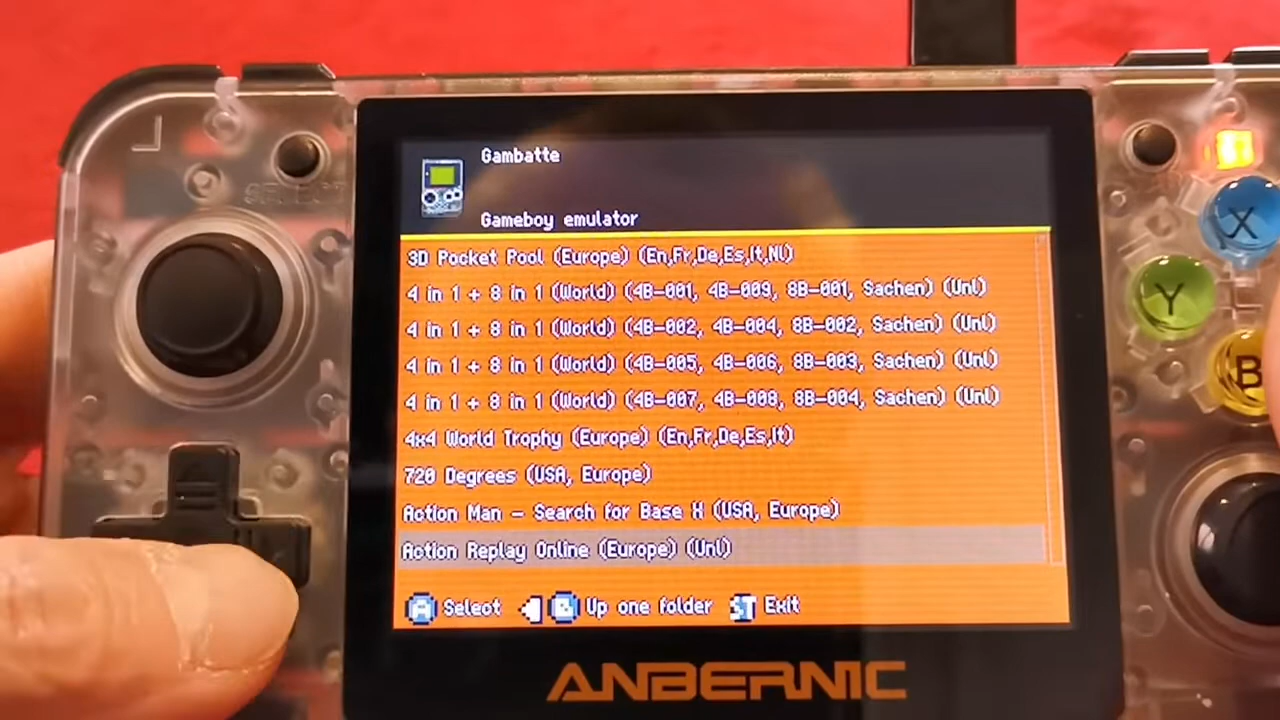 Gambatte
Gameboy emulator
SELECT
3D Pocket Pool (Europe) (En,Fr,De,Es,It,Nl)
4 in 1 + 8 in 1 (World) (4B-001, 4B-009, 8B-001, Sachen) (Unl)
4 in 1 + 8 in 1 (World) (4B-002, 4B-004, 8B-002, Sachen) (Unl)
4 in 1 + 8 in 1 (World) (4B-005, 4B-006, 8B-003, Sachen) (Unl)
4 in 1 + 8 in 1 (World) (4B-007, 4B-008, 8B-004, Sachen) (Unl)
4x4 World Trophy (Europe) (En,Fr,De,Es,It)
720 Degrees (USA, Europe)
Action Man - Search for Base X (USA, Europe)
Action Replay Online (Europe) (Unl)
A Select B Up one folder ST Exit
X
Y
B
ANBERNIC